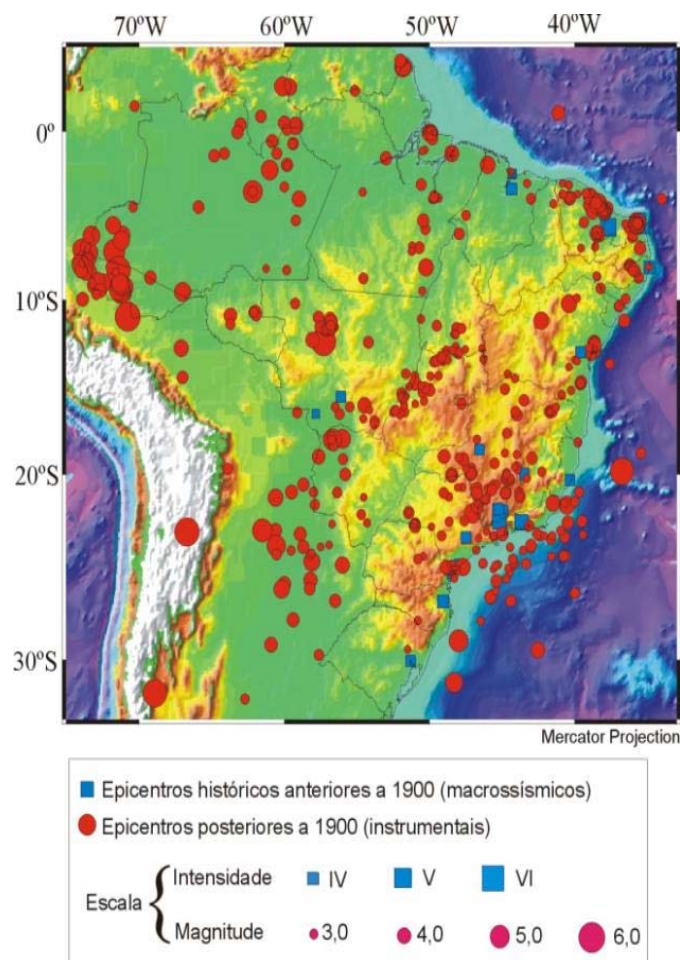 70ºW 60ºW 50ºW 40ºW
0º
10ºS
20ºS
30ºS
Mercator Projection
Epicentros históricos anteriores a 1900 (macrossísmicos)
Epicentros posteriores a 1900 (instrumentais)
Escala
Intensidade IV V VI
Magnitude 3,0 4,0 5,0 6,0